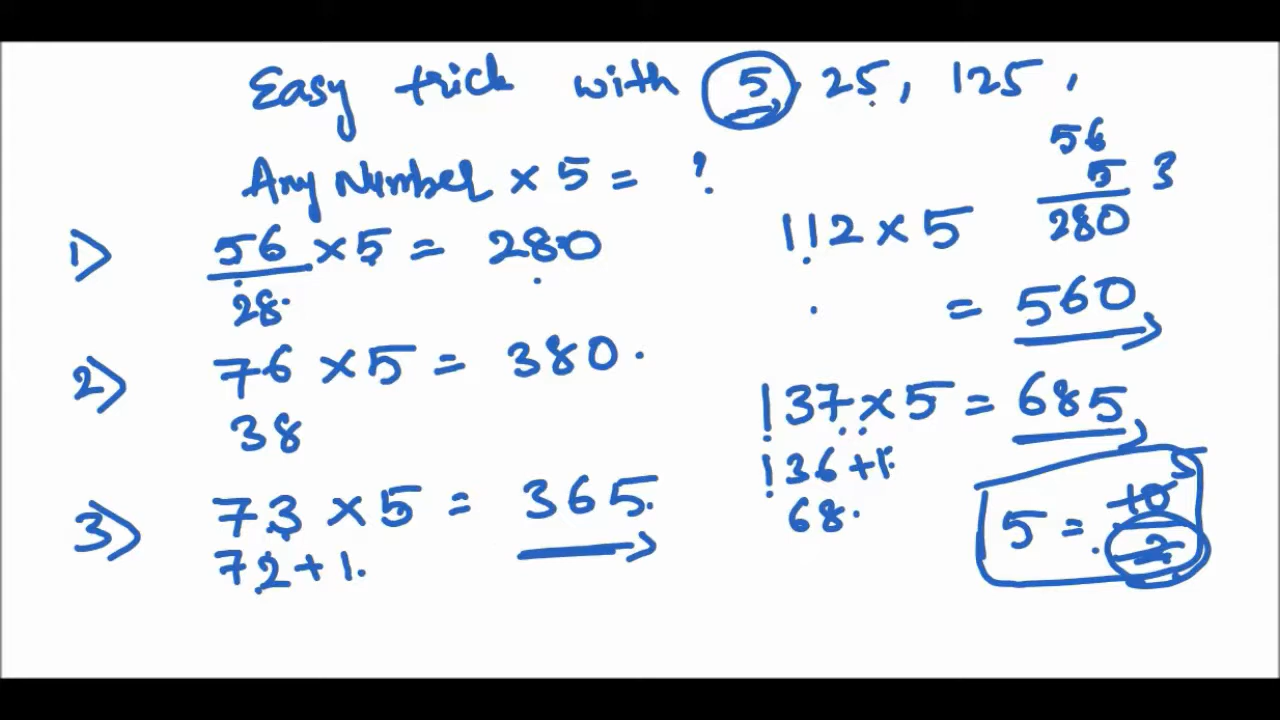 Easy trick with 5, 25, 125,
Any Number × 5 = ?
1) 56 × 5 = 280
28.
2) 76 × 5 = 380.
38
3) 73 × 5 = 365.
72 + 1.
56
5
280
112 × 5
= 560
137 × 5 = 685
136 + 1.
68.
5
5 = 10
2